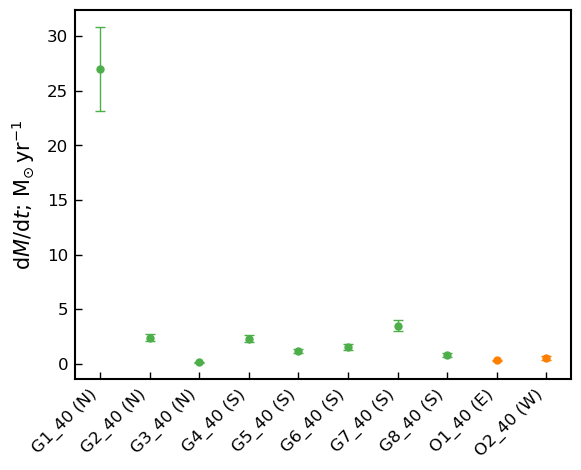 30
25
20
15
10
5
0
dM/dt; M⊙ yr⁻¹
G1_40 (N)
G2_40 (N)
G3_40 (N)
G4_40 (S)
G5_40 (S)
G6_40 (S)
G7_40 (S)
G8_40 (S)
O1_40 (E)
O2_40 (W)